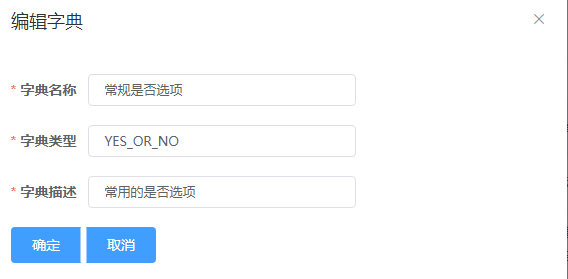 编辑字典
* 字典名称 常规是否选项
* 字典类型 YES_OR_NO
* 字典描述 常用的是否选项
确定 取消